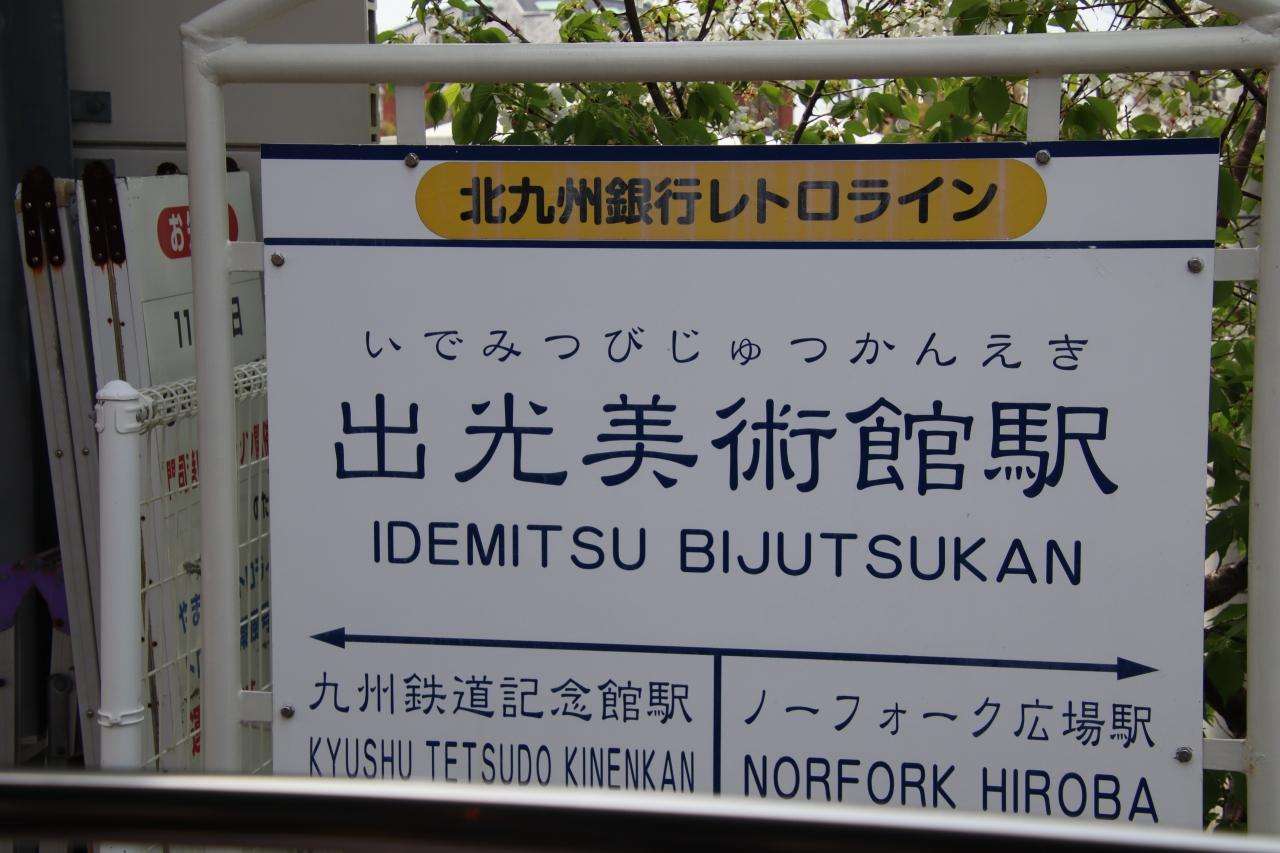 北九州銀行レトロライン
いでみつびじゅつかんえき
出光美術館駅
IDEMITSU BIJUTSUKAN
九州鉄道記念館駅
KYUSHU TETSUDO KINENKAN
ノーフォーク広場駅
NORFORK HIROBA
11
日